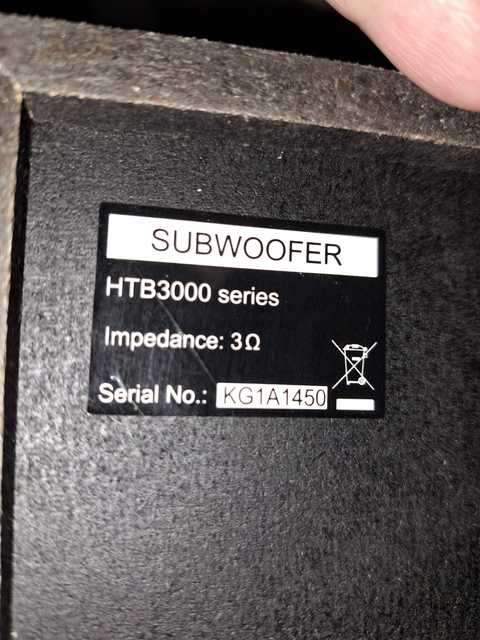 SUBWOOFER
HTB3000 series
Impedance: 3Ω
Serial No.: KG1A1450